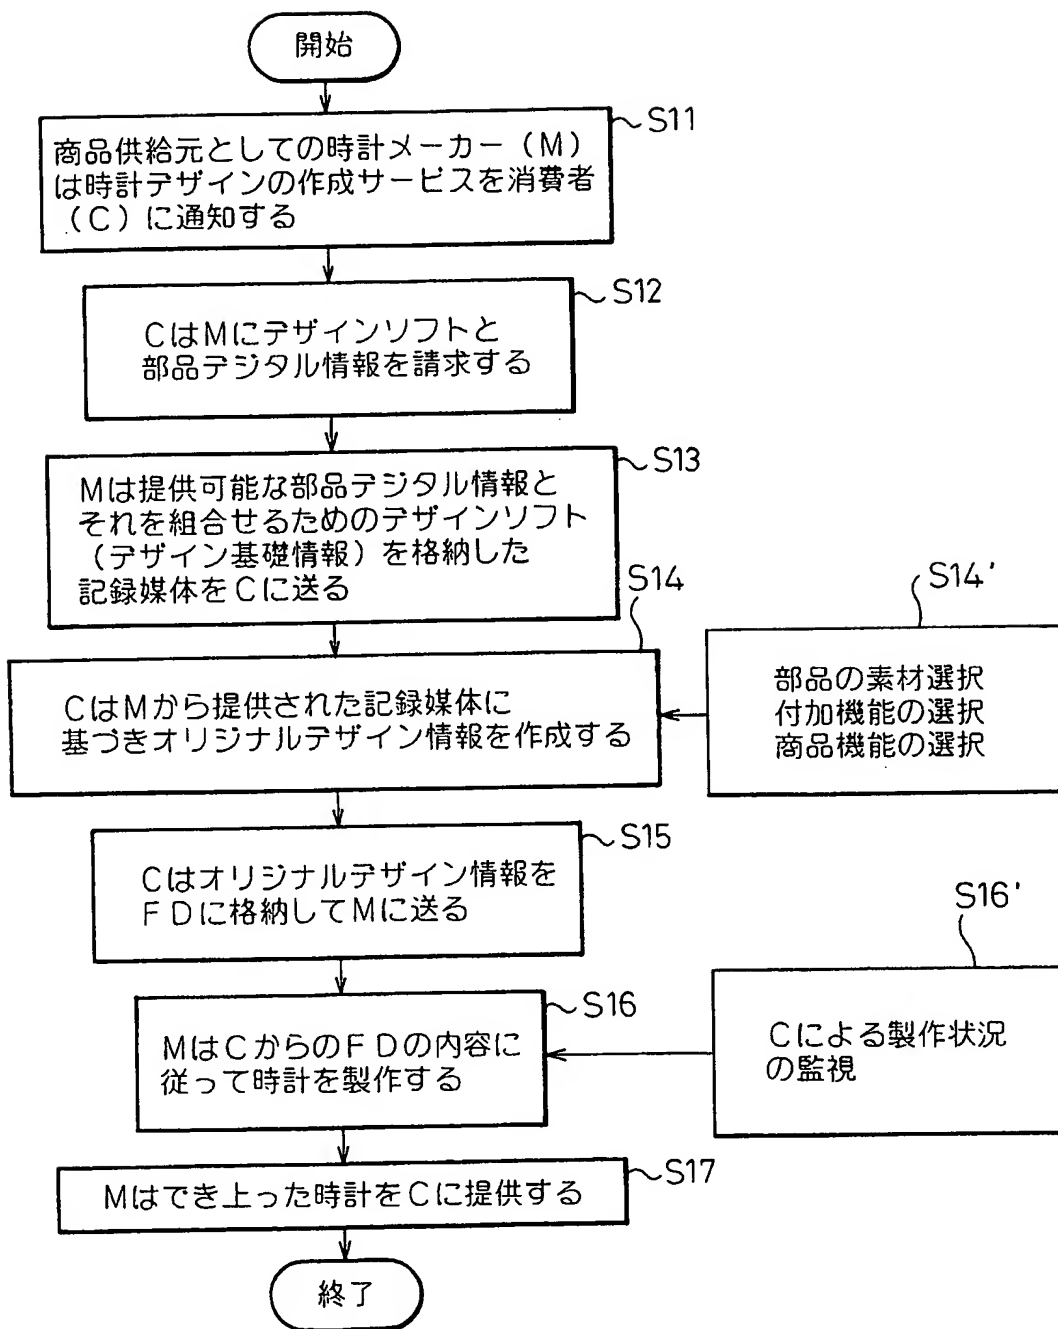 開始
S11
商品供給元としての時計メーカー（M）
は時計デザインの作成サービスを消費者
（C）に通知する
S12
CはMにデザインソフトと
部品デジタル情報を請求する
S13
Mは提供可能な部品デジタル情報と
それを組合せるためのデザインソフト
（デザイン基礎情報）を格納した
記録媒体をCに送る
S14
CはMから提供された記録媒体に
基づきオリジナルデザイン情報を作成する
S14'
部品の素材選択
付加機能の選択
商品機能の選択
S15
Cはオリジナルデザイン情報を
FDに格納してMに送る
S16
MはCからのFDの内容に
従って時計を製作する
S16'
Cによる製作状況
の監視
S17
Mはでき上った時計をCに提供する
終了